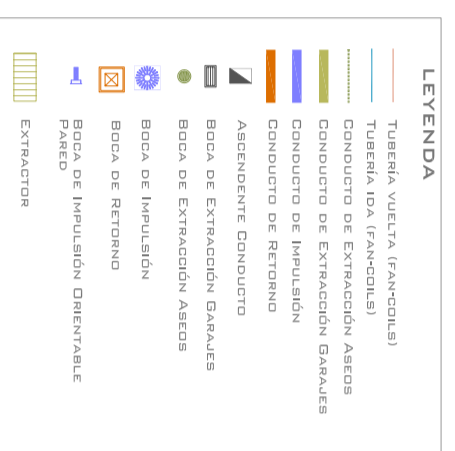 LEYENDA
TUBERÍA VUELTA (FAN-COILS)
TUBERÍA IDA (FAN-COILS)
CONDUCTO DE EXTRACCIÓN ASEOS
CONDUCTO DE EXTRACCIÓN GARAJES
CONDUCTO DE IMPULSIÓN
CONDUCTO DE RETORNO
ASCENDENTE CONDUCTO
BOCA DE EXTRACCIÓN GARAJES
BOCA DE EXTRACCIÓN ASEOS
BOCA DE IMPULSIÓN
BOCA DE RETORNO
BOCA DE IMPULSIÓN ORIENTABLE
PARED
EXTRACTOR